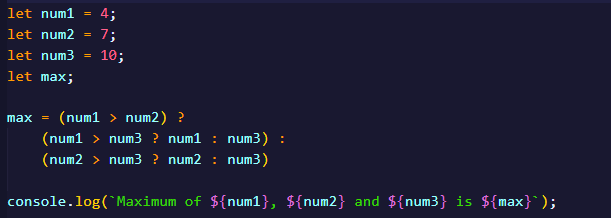 let num1 = 4;
let num2 = 7;
let num3 = 10;
let max;
max = (num1 > num2) ?
(num1 > num3 ? num1 : num3) :
(num2 > num3 ? num2 : num3)
console.log(`Maximum of ${num1}, ${num2} and ${num3} is ${max}`);